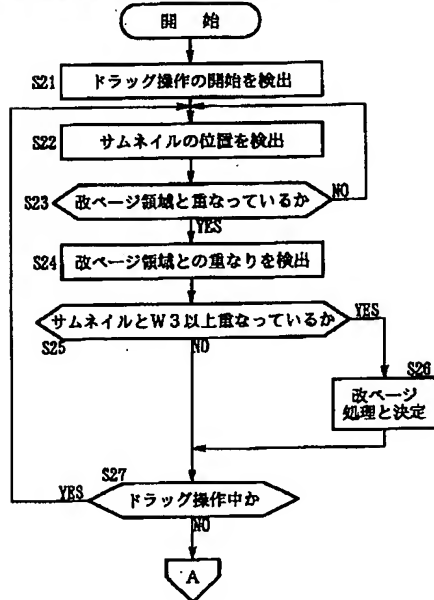 開 始
S21
ドラッグ操作の開始を検出
S22
サムネイルの位置を検出
S23
改ページ領域と重なっているか
NO
YES
S24
改ページ領域との重なりを検出
サムネイルとW3以上重なっているか
YES
S25
NO
S26
改ページ
処理と決定
S27
YES
ドラッグ操作中か
NO
A